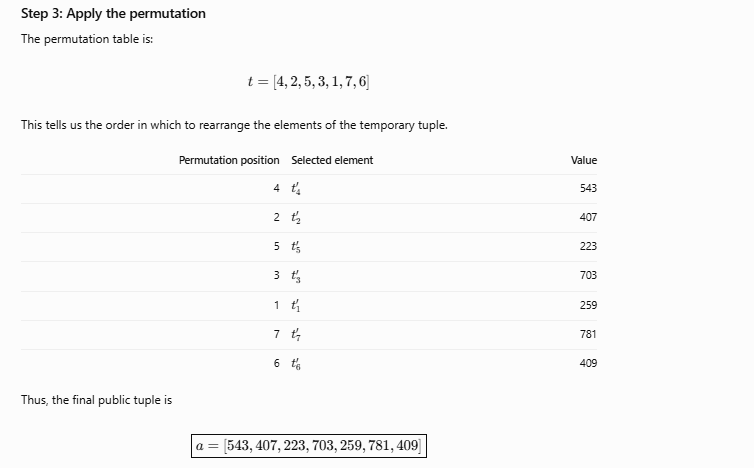 Step 3: Apply the permutation
The permutation table is:
t = [4, 2, 5, 3, 1, 7, 6]
This tells us the order in which to rearrange the elements of the temporary tuple.
Permutation position Selected element Value
4 t′₄ 543
2 t′₂ 407
5 t′₅ 223
3 t′₃ 703
1 t′₁ 259
7 t′₇ 781
6 t′₆ 409
Thus, the final public tuple is
a = [543, 407, 223, 703, 259, 781, 409]